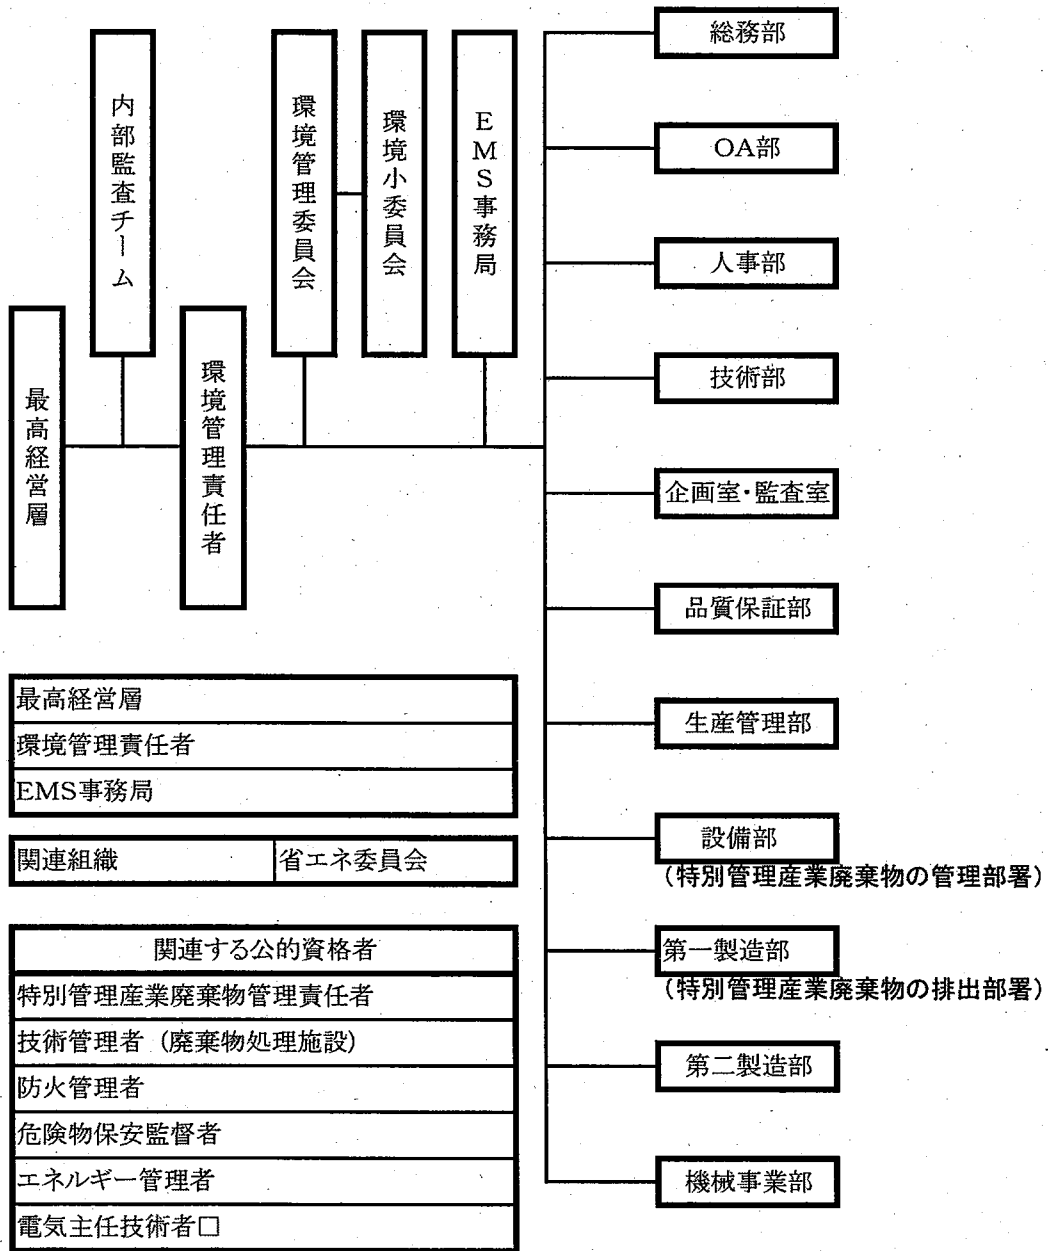 最高経営層
内部監査チーム
環境管理責任者
環境管理委員会
環境小委員会
EMS事務局
総務部
OA部
人事部
技術部
企画室・監査室
品質保証部
生産管理部
設備部
(特別管理産業廃棄物の管理部署)
第一製造部
(特別管理産業廃棄物の排出部署)
第二製造部
機械事業部
最高経営層
環境管理責任者
EMS事務局
関連組織 省エネ委員会
関連する公的資格者
特別管理産業廃棄物管理責任者
技術管理者 (廃棄物処理施設)
防火管理者
危険物保安監督者
エネルギー管理者
電気主任技術者□